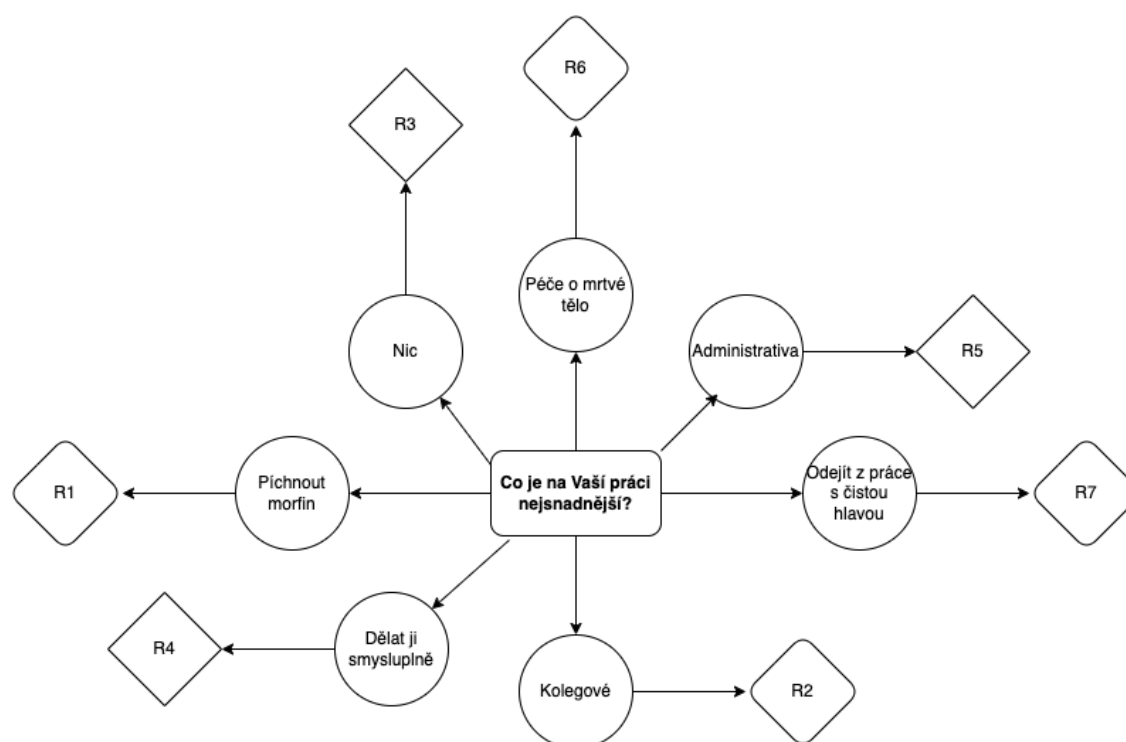 R6
R3
Péče o mrtvé
tělo
Nic
Administrativa
R5
Co je na Vaší práci
nejsnadnější?
Odejít z práce
s čistou
hlavou
R7
Píchnout
morfin
R1
Dělat ji
smysluplně
R4
Kolegové
R2